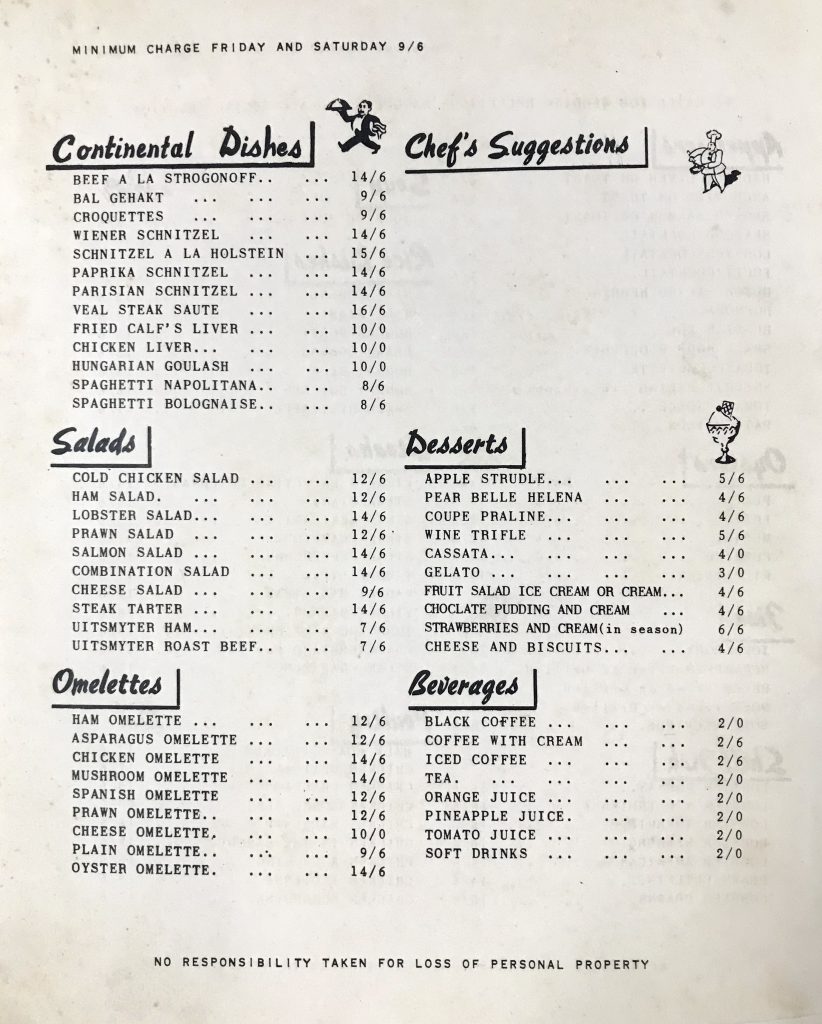 MINIMUM CHARGE FRIDAY AND SATURDAY 9/6
Continental Dishes
BEEF A LA STROGONOFF.. ... 14/6
BAL GEHAKT ... ... 9/6
CROQUETTES ... ... 9/6
WIENER SCHNITZEL ... ... 14/6
SCHNITZEL A LA HOLSTEIN ... 15/6
PAPRIKA SCHNITZEL ... ... 14/6
PARISIAN SCHNITZEL ... ... 14/6
VEAL STEAK SAUTE ... ... 16/6
FRIED CALF'S LIVER ... ... 10/0
CHICKEN LIVER... ... ... 10/0
HUNGARIAN GOULASH ... ... 10/0
SPAGHETTI NAPOLITANA.. ... 8/6
SPAGHETTI BOLOGNAISE.. ... 8/6
Salads
COLD CHICKEN SALAD ... ... 12/6
HAM SALAD. ... ... ... 12/6
LOBSTER SALAD... ... ... 14/6
PRAWN SALAD ... ... ... 12/6
SALMON SALAD ... ... ... 14/6
COMBINATION SALAD ... ... 14/6
CHEESE SALAD ... ... ... 9/6
STEAK TARTER ... ... ... 14/6
UITSMYTER HAM... ... ... 7/6
UITSMYTER ROAST BEEF.. ... 7/6
Omelettes
HAM OMELETTE ... ... ... 12/6
ASPARAGUS OMELETTE ... ... 12/6
CHICKEN OMELETTE ... ... 14/6
MUSHROOM OMELETTE ... ... 14/6
SPANISH OMELETTE ... ... 12/6
PRAWN OMELETTE.. ... ... 12/6
CHEESE OMELETTE. ... ... 10/0
PLAIN OMELETTE.. ... ... 9/6
OYSTER OMELETTE. ... ... 14/6
Chef's Suggestions
Desserts
APPLE STRUDLE... ... ... 5/6
PEAR BELLE HELENA ... ... 4/6
COUPE PRALINE... ... ... 4/6
WINE TRIFLE ... ... ... 5/6
CASSATA... ... ... ... 4/0
GELATO ... ... ... ... 3/0
FRUIT SALAD ICE CREAM OR CREAM... 4/6
CHOCLATE PUDDING AND CREAM ... 4/6
STRAWBERRIES AND CREAM(in season) 6/6
CHEESE AND BISCUITS... ... 4/6
Beverages
BLACK COFFEE ... ... ... 2/0
COFFEE WITH CREAM ... ... 2/6
ICED COFFEE ... ... ... 2/6
TEA. ... ... ... ... 2/0
ORANGE JUICE ... ... ... 2/0
PINEAPPLE JUICE. ... ... 2/0
TOMATO JUICE ... ... ... 2/0
SOFT DRINKS ... ... ... 2/0
NO RESPONSIBILITY TAKEN FOR LOSS OF PERSONAL PROPERTY